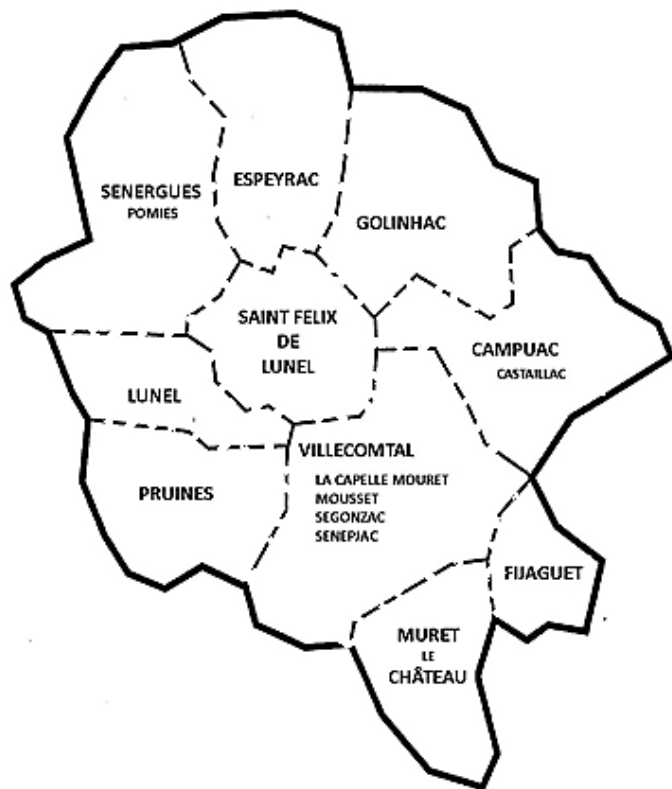 ESPEYRAC
SENERGUES
POMIES
GOLINHAC
SAINT FELIX
DE
LUNEL
CAMPUAC
CASTAILLAC
LUNEL
VILLECOMTAL
LA CAPELLE MOURET
MOUSSET
SEGONZAC
SENEPJAC
PRUINES
FIJAGUET
MURET
LE
CHÂTEAU